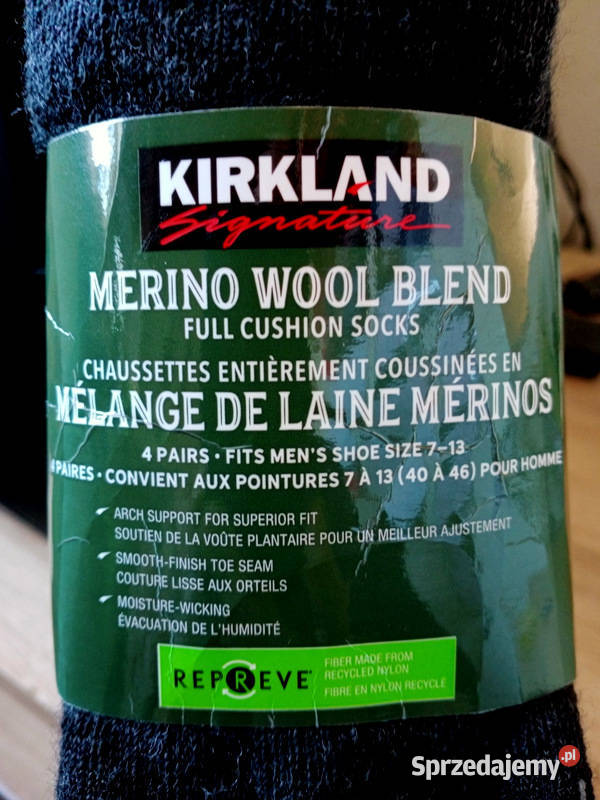 KIRKLAND
Signature
MERINO WOOL BLEND
FULL CUSHION SOCKS
CHAUSSETTES ENTIÈREMENT COUSSINÉES EN
MÉLANGE DE LAINE MÉRINOS
4 PAIRS • FITS MEN'S SHOE SIZE 7–13
PAIRES • CONVIENT AUX POINTURES 7 À 13 (40 À 46) POUR HOMME
ARCH SUPPORT FOR SUPERIOR FIT
SOUTIEN DE LA VOÛTE PLANTAIRE POUR UN MEILLEUR AJUSTEMENT
SMOOTH-FINISH TOE SEAM
COUTURE LISSE AUX ORTEILS
MOISTURE-WICKING
ÉVACUATION DE L'HUMIDITÉ
REPREVE
FIBER MADE FROM
RECYCLED NYLON
FIBRE EN NYLON RECYCLÉ
Sprzedajemy.pl